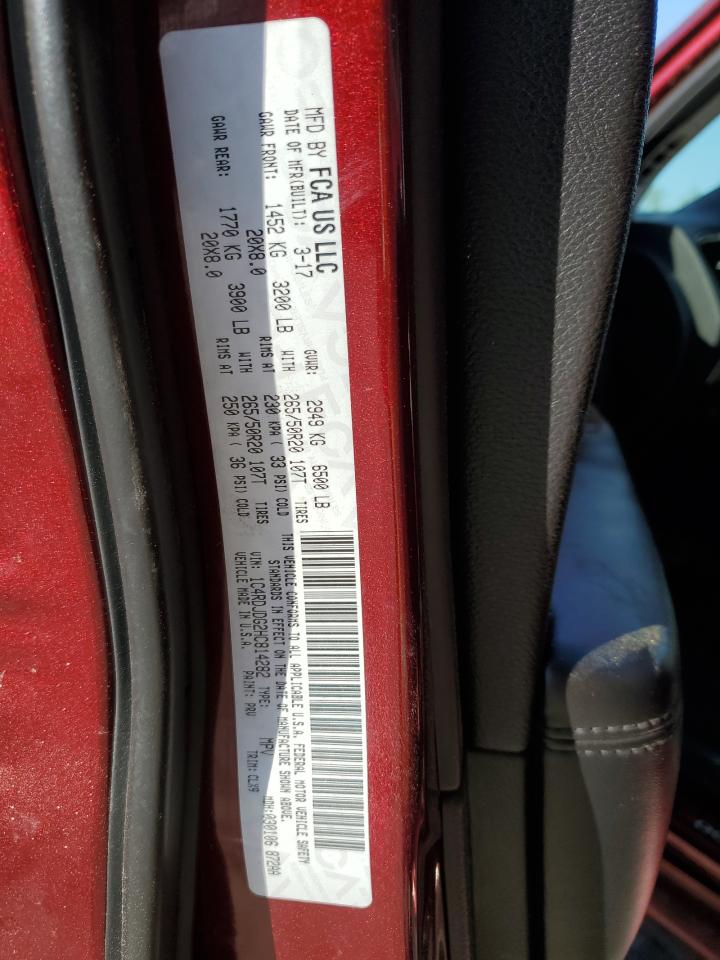 MFD BY FCA US LLC
DATE OF MFR(BUILT): 3-17 GVWR: 2949 KG 6500 LB
GAWR FRONT: 1452 KG 3200 LB WITH 265/50R20 107T TIRES
20X8.0 RIMS AT 230 KPA( 33 PSI) COLD
GAWR REAR: 1770 KG 3900 LB WITH 265/50R20 107T TIRES
20X8.0 RIMS AT 250 KPA( 36 PSI) COLD
THIS VEHICLE CONFORMS TO ALL APPLICABLE U.S.A. FEDERAL MOTOR VEHICLE SAFETY
STANDARDS IN EFFECT ON THE DATE OF MANUFACTURE SHOWN ABOVE.
VIN: 1C4RDJDG2HC814282 TYPE: MPV MDH:030106 872AA
VEHICLE MADE IN U.S.A. PAINT: PRV TRIM: CLX9